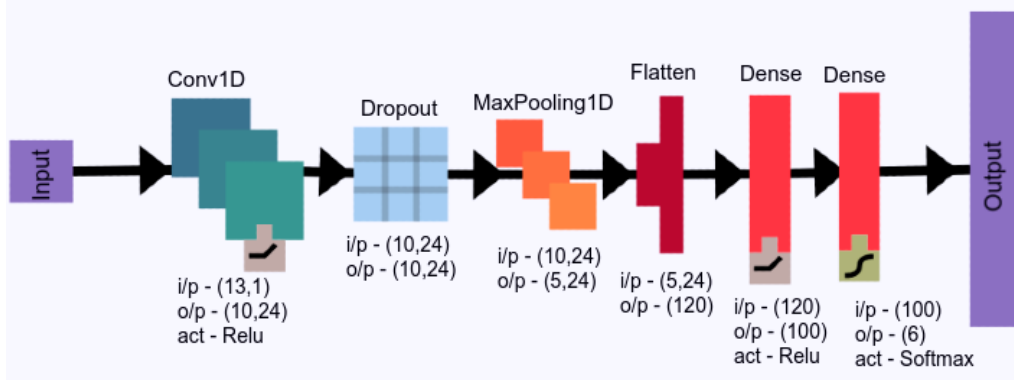 Input
Conv1D
i/p - (13,1)
o/p - (10,24)
act - Relu
Dropout
i/p - (10,24)
o/p - (10,24)
MaxPooling1D
i/p - (10,24)
o/p - (5,24)
Flatten
i/p - (5,24)
o/p - (120)
Dense
i/p - (120)
o/p - (100)
act - Relu
Dense
i/p - (100)
o/p - (6)
act - Softmax
Output